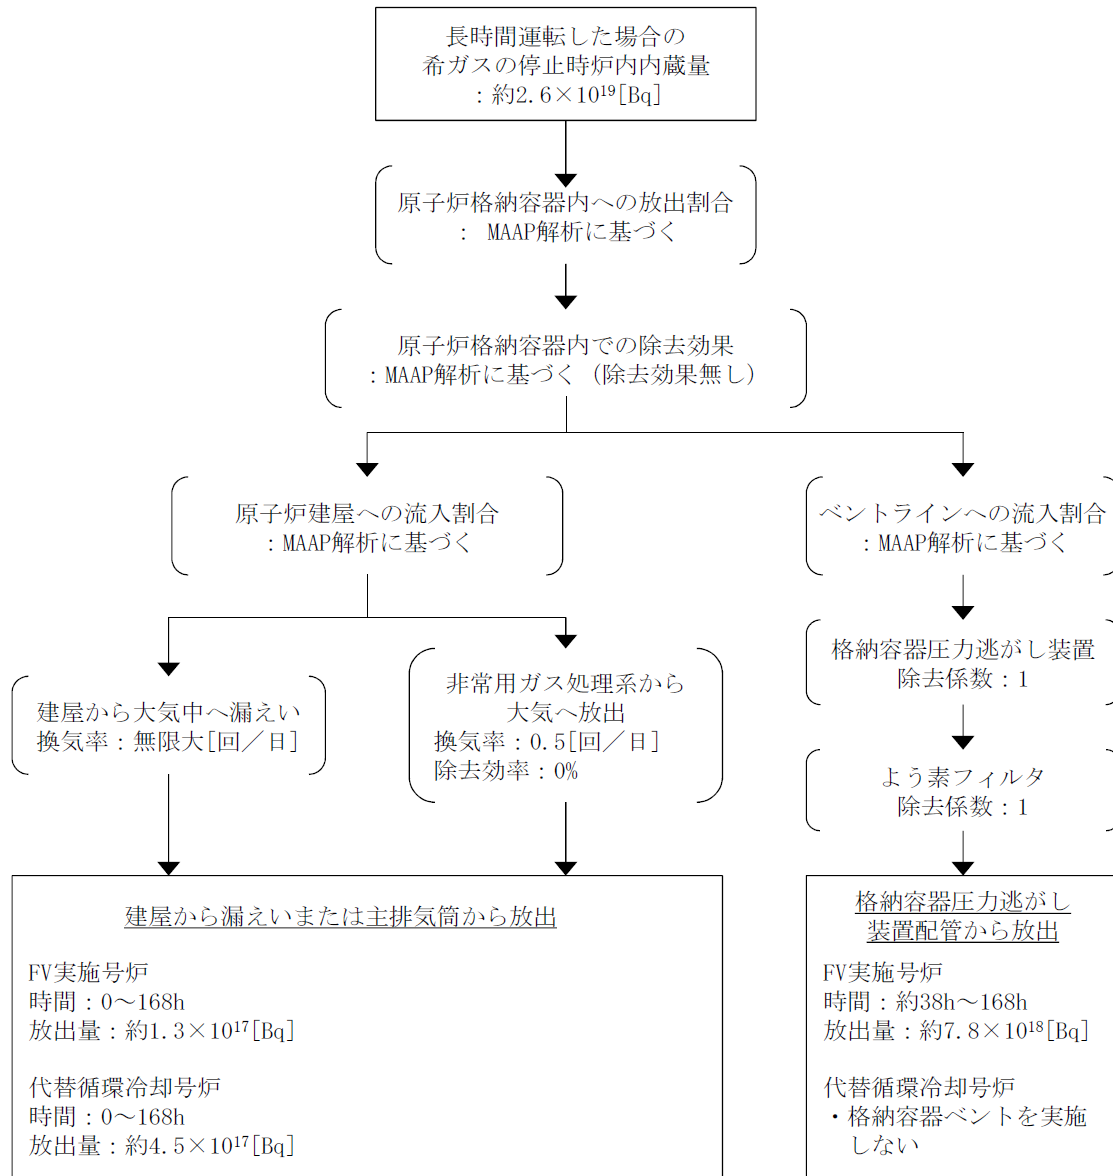 長時間運転した場合の
希ガスの停止時炉内内蔵量
:約2.6×10¹⁹[Bq]
原子炉格納容器内への放出割合
: MAAP解析に基づく
原子炉格納容器内での除去効果
:MAAP解析に基づく(除去効果無し)
原子炉建屋への流入割合
:MAAP解析に基づく
ベントラインへの流入割合
:MAAP解析に基づく
建屋から大気中へ漏えい
換気率:無限大[回/日]
非常用ガス処理系から
大気へ放出
換気率:0.5[回/日]
除去効率:0%
格納容器圧力逃がし装置
除去係数:1
よう素フィルタ
除去係数:1
建屋から漏えいまたは主排気筒から放出
FV実施号炉
時間:0~168h
放出量:約1.3×10¹⁷[Bq]
代替循環冷却号炉
時間:0~168h
放出量:約4.5×10¹⁷[Bq]
格納容器圧力逃がし
装置配管から放出
FV実施号炉
時間:約38h~168h
放出量:約7.8×10¹⁸[Bq]
代替循環冷却号炉
・格納容器ベントを実施
しない